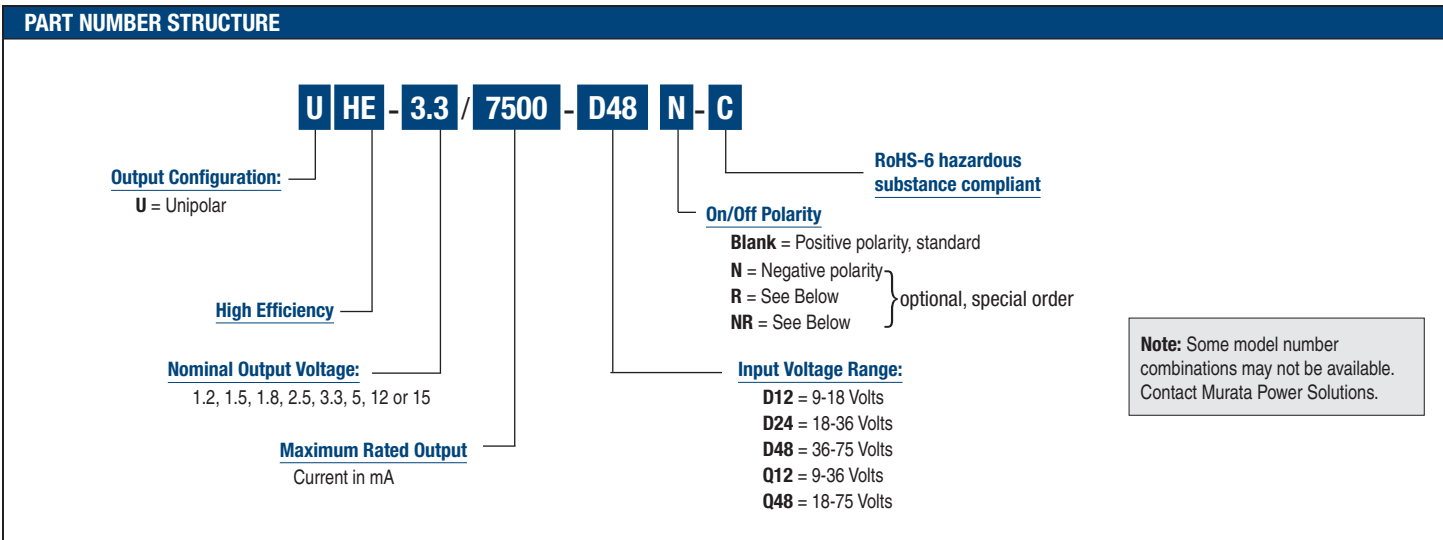 PART NUMBER STRUCTURE
U HE - 3.3 / 7500 - D48 N - C
RoHS-6 hazardous
substance compliant
Output Configuration:
U = Unipolar
On/Off Polarity
Blank = Positive polarity, standard
N = Negative polarity
R = See Below
NR = See Below
optional, special order
High Efficiency
Note: Some model number
combinations may not be available.
Contact Murata Power Solutions.
Nominal Output Voltage:
1.2, 1.5, 1.8, 2.5, 3.3, 5, 12 or 15
Input Voltage Range:
D12 = 9-18 Volts
D24 = 18-36 Volts
D48 = 36-75 Volts
Q12 = 9-36 Volts
Q48 = 18-75 Volts
Maximum Rated Output
Current in mA